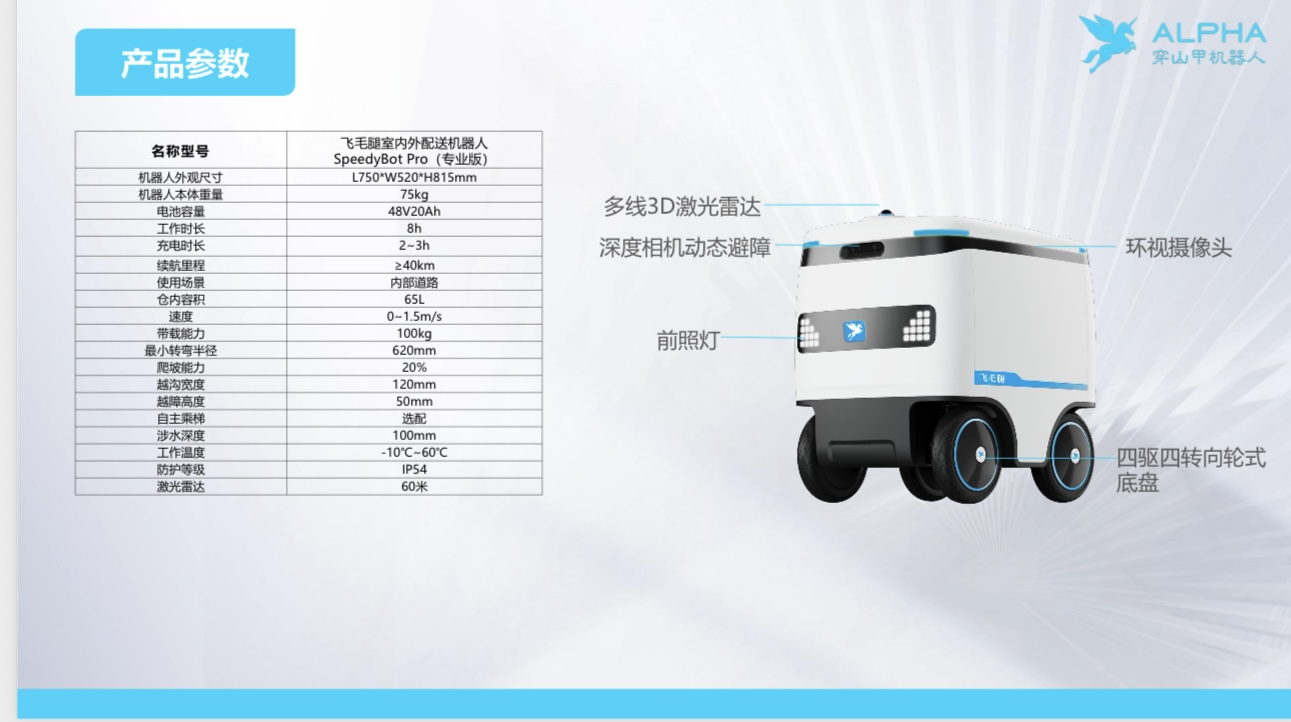 产品参数
ALPHA
穿山甲机器人
名称型号
飞毛腿室内外配送机器人
SpeedyBot Pro（专业版）
机器人外观尺寸 L750*W520*H815mm
机器人本体重量 75kg
电池容量 48V20Ah
工作时长 8h
充电时长 2~3h
续航里程 ≥40km
使用场景 内部道路
仓内容积 65L
速度 0~1.5m/s
带载能力 100kg
最小转弯半径 620mm
爬坡能力 20%
越沟宽度 120mm
越障高度 50mm
自主乘梯 选配
涉水深度 100mm
工作温度 -10℃~60℃
防护等级 IP54
激光雷达 60米
多线3D激光雷达
深度相机动态避障
环视摄像头
前照灯
飞毛腿
四驱四转向轮式
底盘